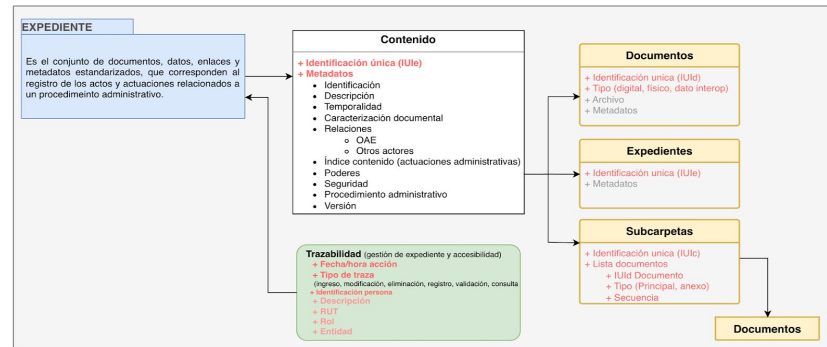 EXPEDIENTE
Es el conjunto de documentos, datos, enlaces y
metadatos estandarizados, que corresponden al
registro de los actos y actuaciones relacionados a
un procedimeinto administrativo.
Contenido
+ Identificación única (IUIe)
+ Metadatos
• Identificación
• Descripción
• Temporalidad
• Caracterización documental
• Relaciones
○ OAE
○ Otros actores
• Índice contenido (actuaciones administrativas)
• Poderes
• Seguridad
• Procedimiento administrativo
• Versión
Trazabilidad (gestión de expediente y accesibilidad)
+ Fecha/hora acción
+ Tipo de traza
(ingreso, modificación, eliminación, registro, validación, consulta
+ Identificación persona
+ Descripción
+ RUT
+ Rol
+ Entidad
Documentos
+ Identificación unica (IUId)
+ Tipo (digital, físico, dato interop)
+ Archivo
+ Metadatos
Expedientes
+ Identificación unica (IUIe)
+ Metadatos
Subcarpetas
+ Identificación unica (IUIc)
+ Lista documentos
+ IUId Documento
+ Tipo (Principal, anexo)
+ Secuencia
Documentos